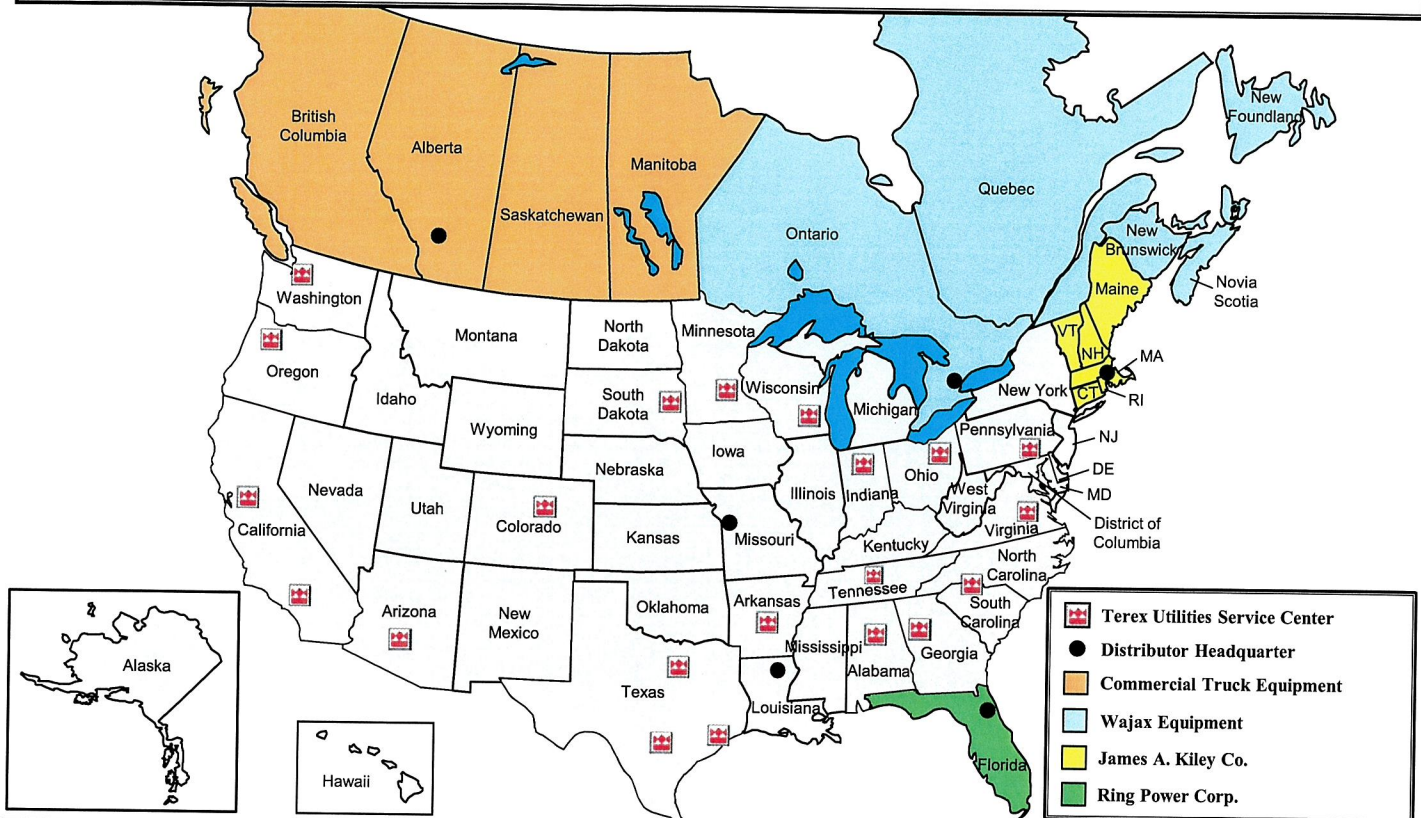 British
Columbia
Alberta
Saskatchewan
Manitoba
Ontario
Quebec
New
Foundland
New
Brunswick
Novia
Scotia
Maine
VT
NH
MA
CT
RI
Washington
Oregon
Montana
Idaho
Wyoming
North
Dakota
South
Dakota
Minnesota
Wisconsin
Michigan
New York
Pennsylvania
NJ
DE
MD
District of
Columbia
California
Nevada
Utah
Colorado
Nebraska
Kansas
Iowa
Missouri
Illinois
Indiana
Ohio
West
Virginia
Virginia
Kentucky
Tennessee
North
Carolina
South
Carolina
Arizona
New
Mexico
Oklahoma
Texas
Arkansas
Louisiana
Mississippi
Alabama
Georgia
Florida
Alaska
Hawaii
Terex Utilities Service Center
Distributor Headquarter
Commercial Truck Equipment
Wajax Equipment
James A. Kiley Co.
Ring Power Corp.